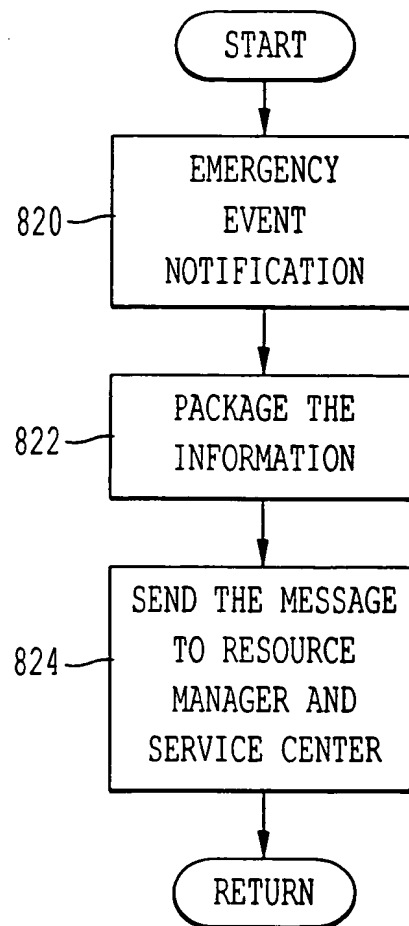 START
820
EMERGENCY
EVENT
NOTIFICATION
822
PACKAGE THE
INFORMATION
824
SEND THE MESSAGE
TO RESOURCE
MANAGER AND
SERVICE CENTER
RETURN